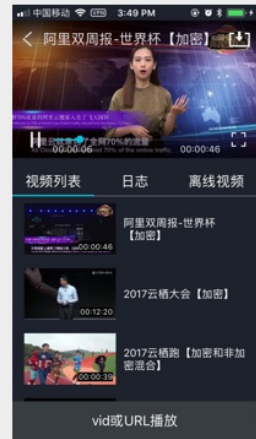 中国移动 VPN 3:49 PM
阿里双周报-世界杯【加密】
00:00:06
00:00:46
视频列表 日志 离线视频
00:00:46
阿里双周报-世界杯
【加密】
00:12:20
2017云栖大会【加密】
00:00:39
2017云栖跑【加密和非加
密混合】
vid或URL播放